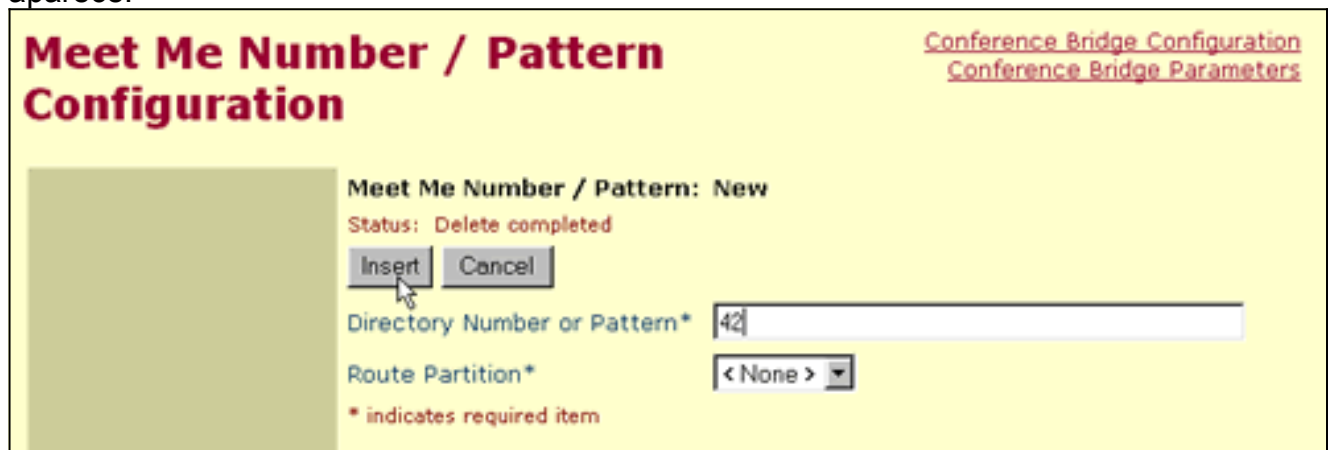 aparece.
Meet Me Number / Pattern
Configuration
Conference Bridge Configuration
Conference Bridge Parameters
Meet Me Number / Pattern: New
Status: Delete completed
Insert Cancel
Directory Number or Pattern* 42
Route Partition* < None >
* indicates required item